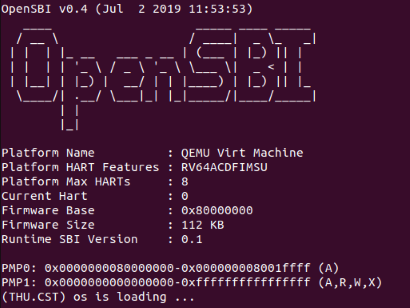 OpenSBI v0.4 (Jul  2 2019 11:53:53)
OpenSBI
Platform Name          : QEMU Virt Machine
Platform HART Features : RV64ACDFIMSU
Platform Max HARTs     : 8
Current Hart           : 0
Firmware Base          : 0x80000000
Firmware Size          : 112 KB
Runtime SBI Version    : 0.1
PMP0: 0x0000000080000000-0x000000008001ffff (A)
PMP1: 0x0000000000000000-0xffffffffffffffff (A,R,W,X)
(THU.CST) os is loading ...